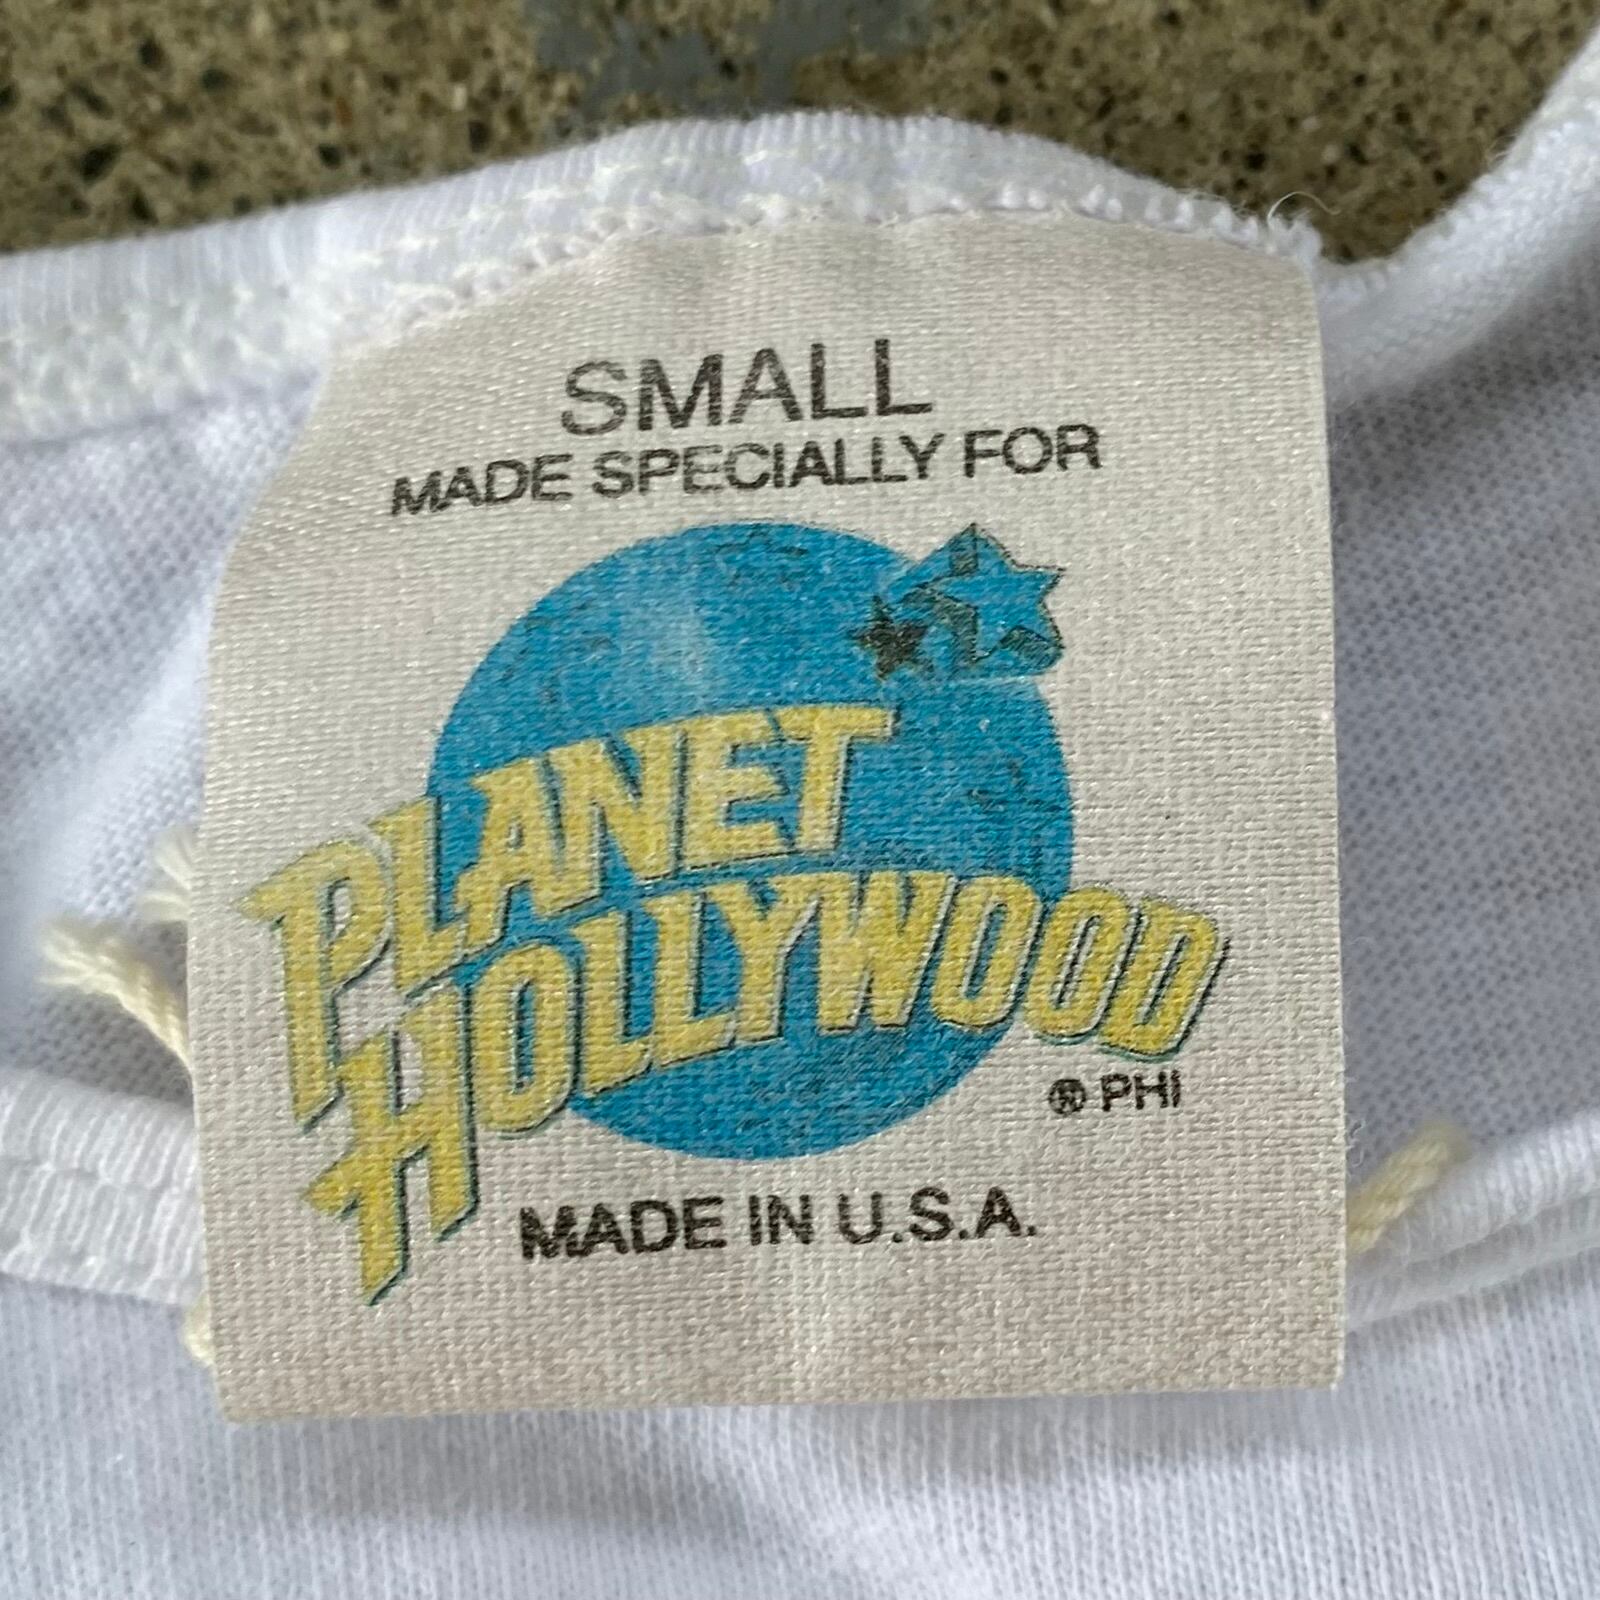 SMALL
MADE SPECIALLY FOR
PLANET
HOLLYWOOD
® PHI
MADE IN U.S.A.